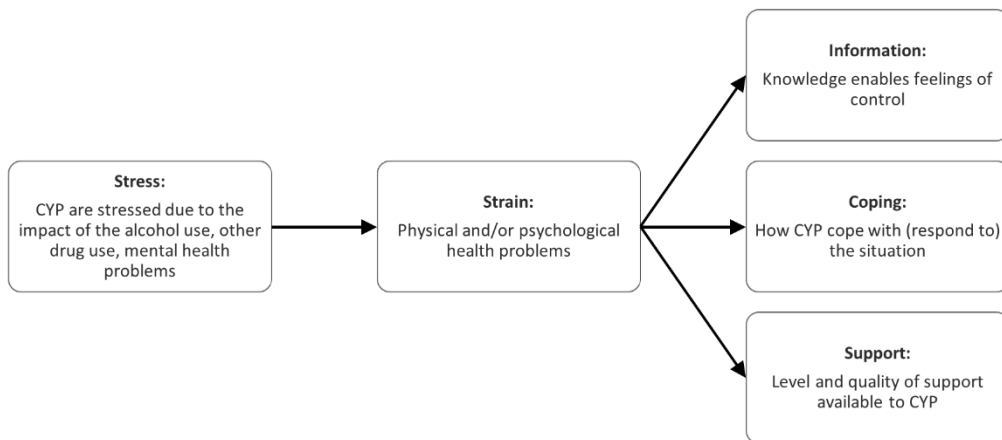 Stress:
CYP are stressed due to the
impact of the alcohol use, other
drug use, mental health
problems
Strain:
Physical and/or psychological
health problems
Information:
Knowledge enables feelings of
control
Coping:
How CYP cope with (respond to)
the situation
Support:
Level and quality of support
available to CYP